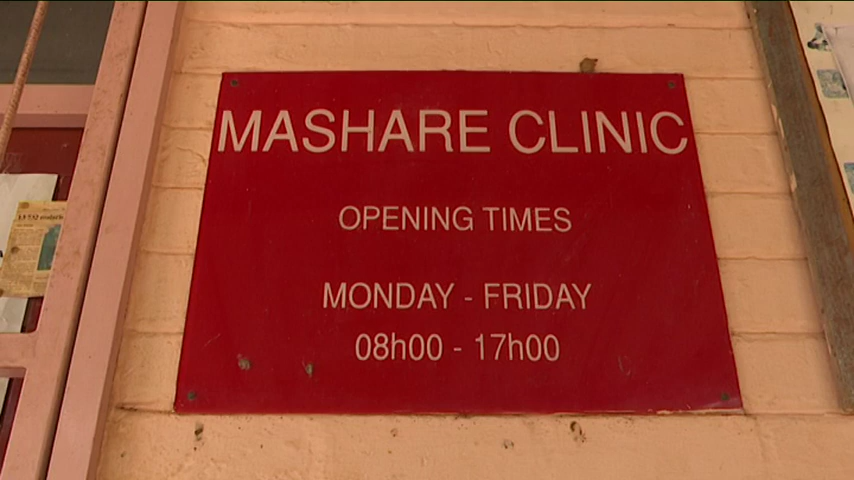 MASHARE CLINIC
OPENING TIMES
MONDAY - FRIDAY
08h00 - 17h00